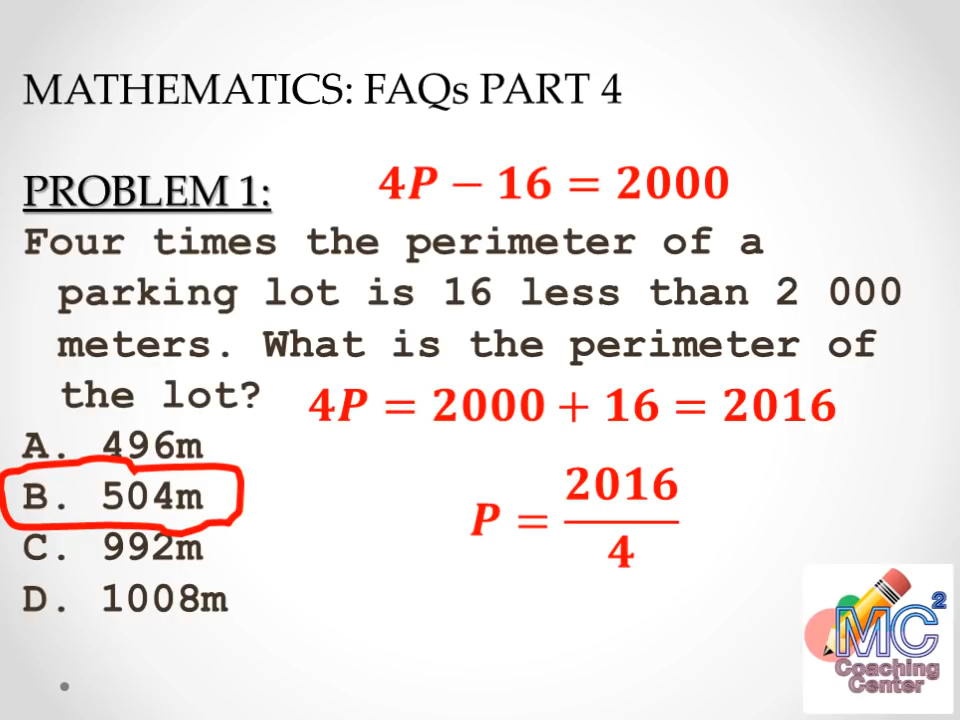 MATHEMATICS: FAQs PART 4
PROBLEM 1:
4P − 16 = 2000
Four times the perimeter of a
parking lot is 16 less than 2 000
meters. What is the perimeter of
the lot?
4P = 2000 + 16 = 2016
A. 496m
B. 504m
P = 2016/4
C. 992m
D. 1008m
MC²
Coaching
Center